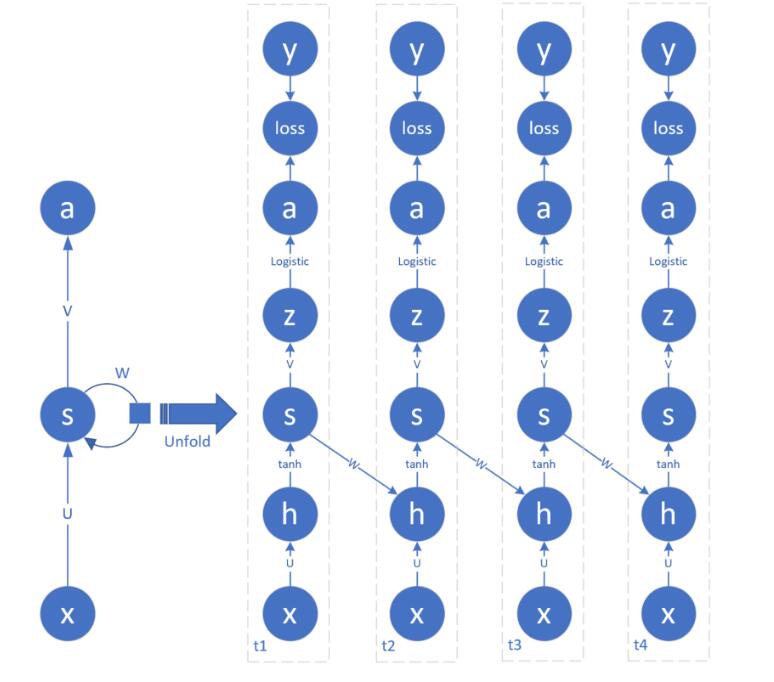 y y y y
loss loss loss loss
a a a a a
Logistic Logistic Logistic Logistic
V z z z z
V V V V
W
s s s s s
Unfold
tanh W tanh W tanh W tanh
U h h h h
U U U U
x x x x x
t1 t2 t3 t4